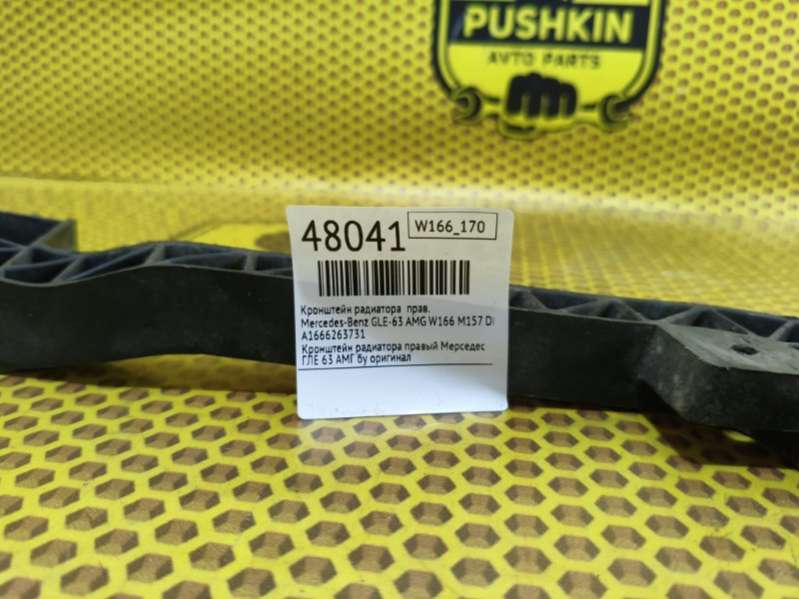 PUSHKIN
AVTO PARTS
48041 W166_170
Кронштейн радиатора прав.
Mercedes-Benz GLE-63 AMG W166 M157 DI
A1666263731
Кронштейн радиатора правый Мерседес
ГЛЕ 63 АМГ бу оригинал